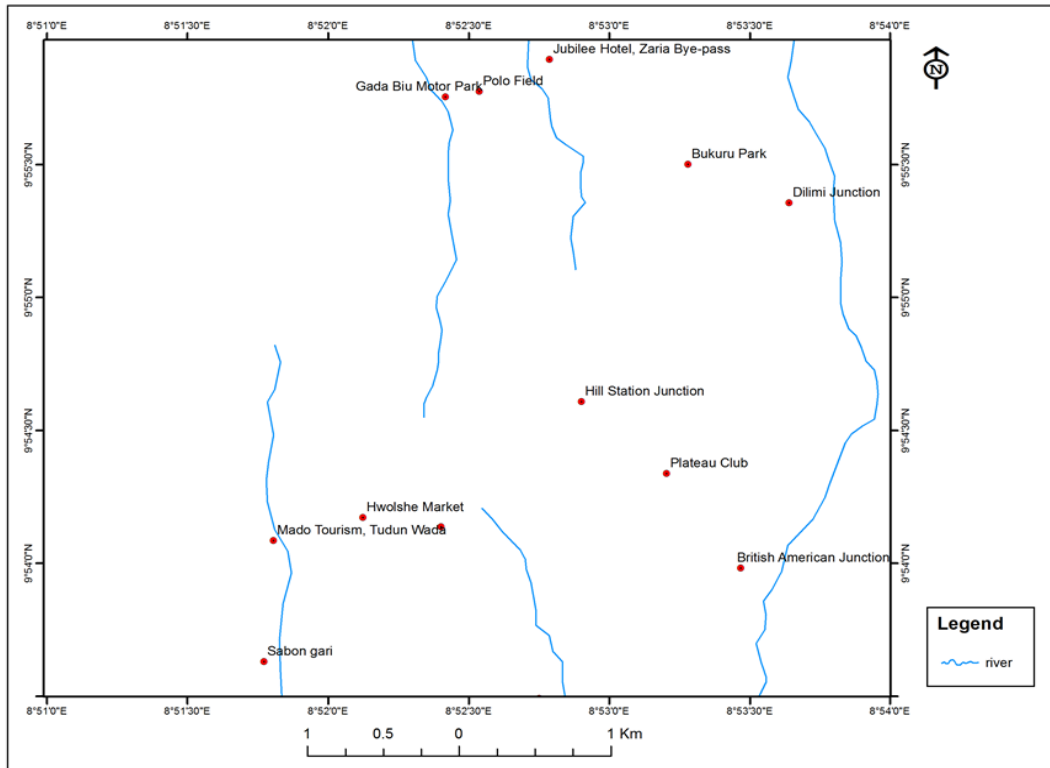 8°51'0"E 8°51'30"E 8°52'0"E 8°52'30"E 8°53'0"E 8°53'30"E 8°54'0"E
N
Jubilee Hotel, Zaria Bye-pass
Gada Biu Motor Park
Polo Field
9°55'30"N
Bukuru Park
9°55'30"N
Dilimi Junction
9°55'0"N
9°55'0"N
Hill Station Junction
9°54'30"N
9°54'30"N
Plateau Club
Hwolshe Market
Mado Tourism, Tudun Wada
9°54'0"N
British American Junction
9°54'0"N
Legend
river
Sabon gari
8°51'0"E 8°51'30"E 8°52'0"E 8°52'30"E 8°53'0"E 8°53'30"E 8°54'0"E
1 0.5 0 1 Km